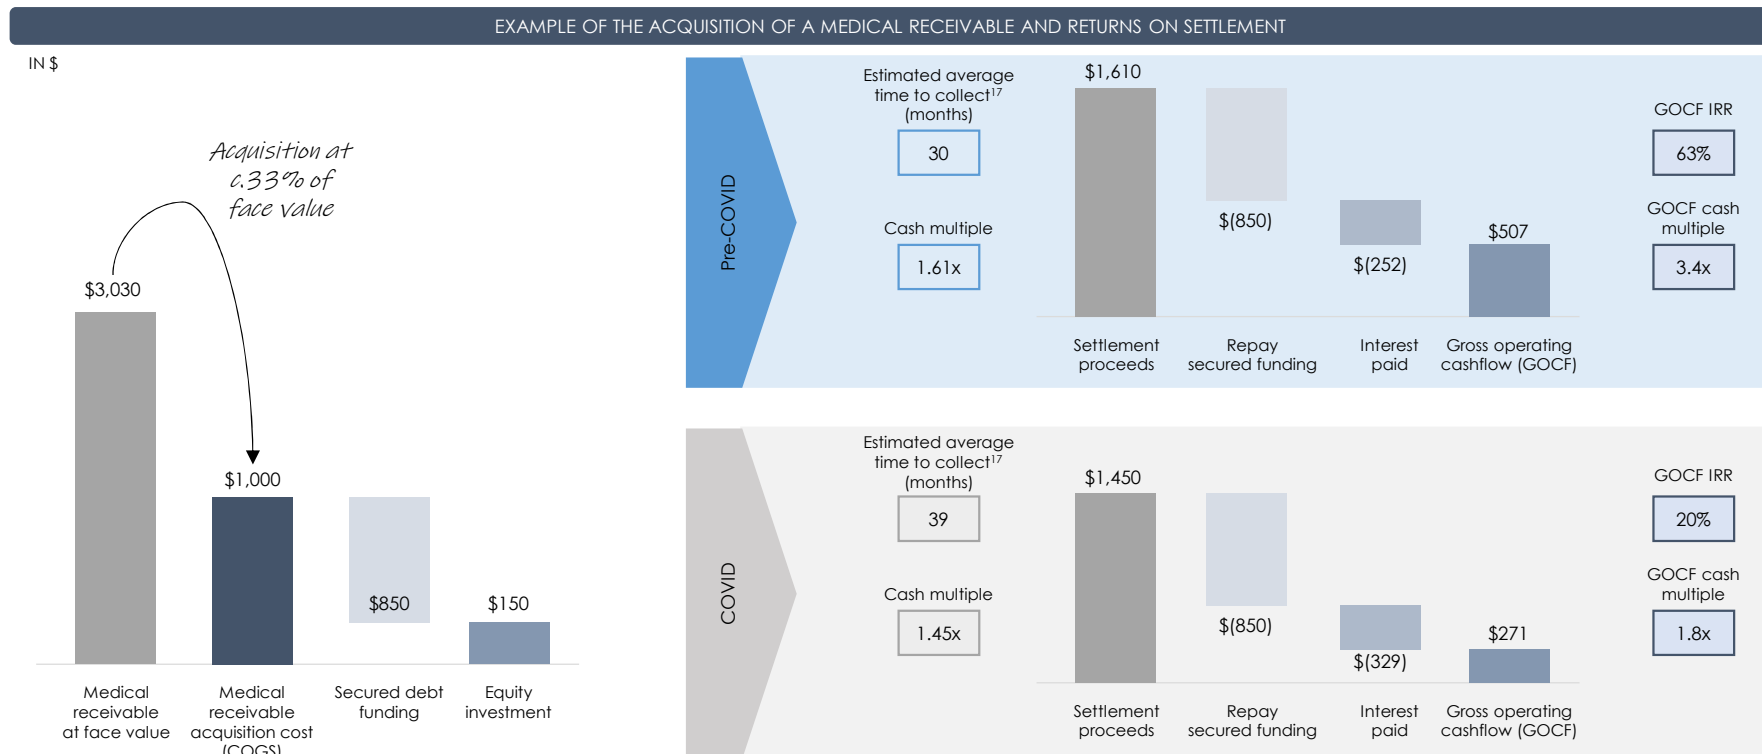 EXAMPLE OF THE ACQUISITION OF A MEDICAL RECEIVABLE AND RETURNS ON SETTLEMENT
IN $
Acquisition at
c.33% of
face value
$3,030
$1,000
$850
$150
Medical
receivable
at face value
Medical
receivable
acquisition cost
(COGS)
Secured debt
funding
Equity
investment
Pre-COVID
Estimated average
time to collect17
(months)
30
Cash multiple
1.61x
$1,610
$(850)
$(252)
$507
Settlement
proceeds
Repay
secured funding
Interest
paid
Gross operating
cashflow (GOCF)
GOCF IRR
63%
GOCF cash
multiple
3.4x
COVID
Estimated average
time to collect17
(months)
39
Cash multiple
1.45x
$1,450
$(850)
$(329)
$271
Settlement
proceeds
Repay
secured funding
Interest
paid
Gross operating
cashflow (GOCF)
GOCF IRR
20%
GOCF cash
multiple
1.8x